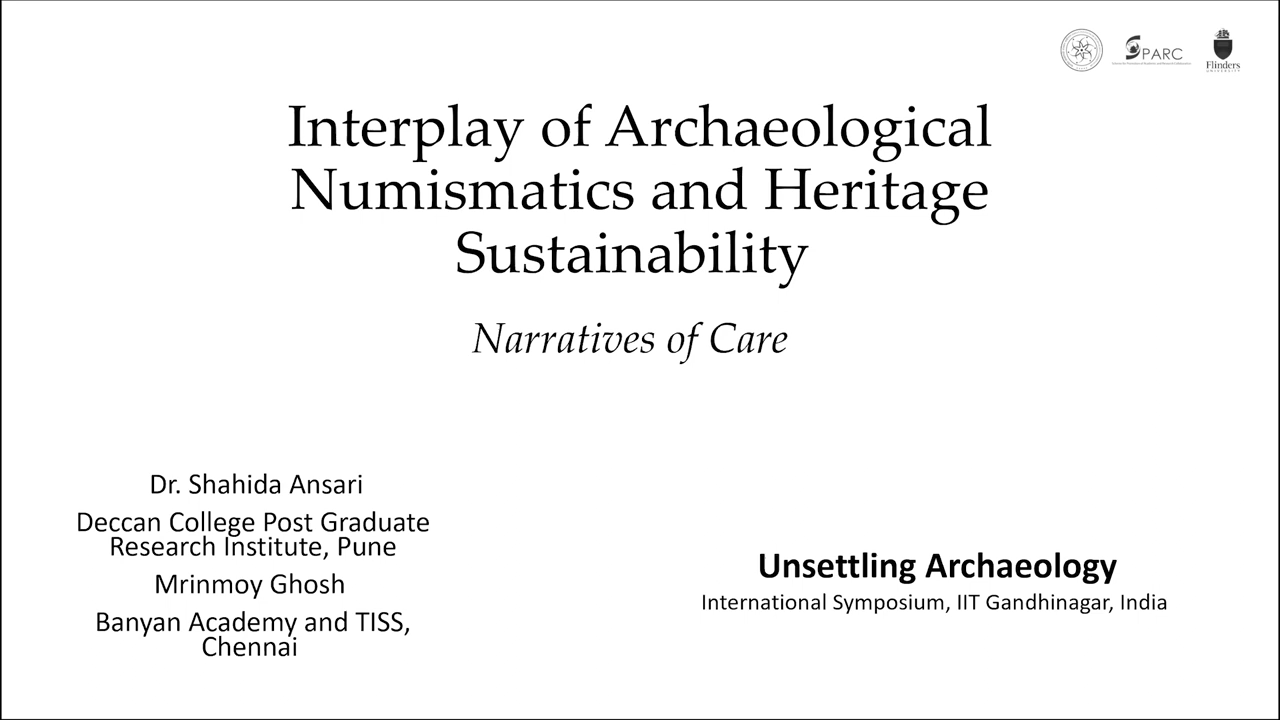 SPARC
Flinders
UNIVERSITY
Interplay of Archaeological
Numismatics and Heritage
Sustainability
Narratives of Care
Dr. Shahida Ansari
Deccan College Post Graduate
Research Institute, Pune
Mrinmoy Ghosh
Banyan Academy and TISS,
Chennai
Unsettling Archaeology
International Symposium, IIT Gandhinagar, India